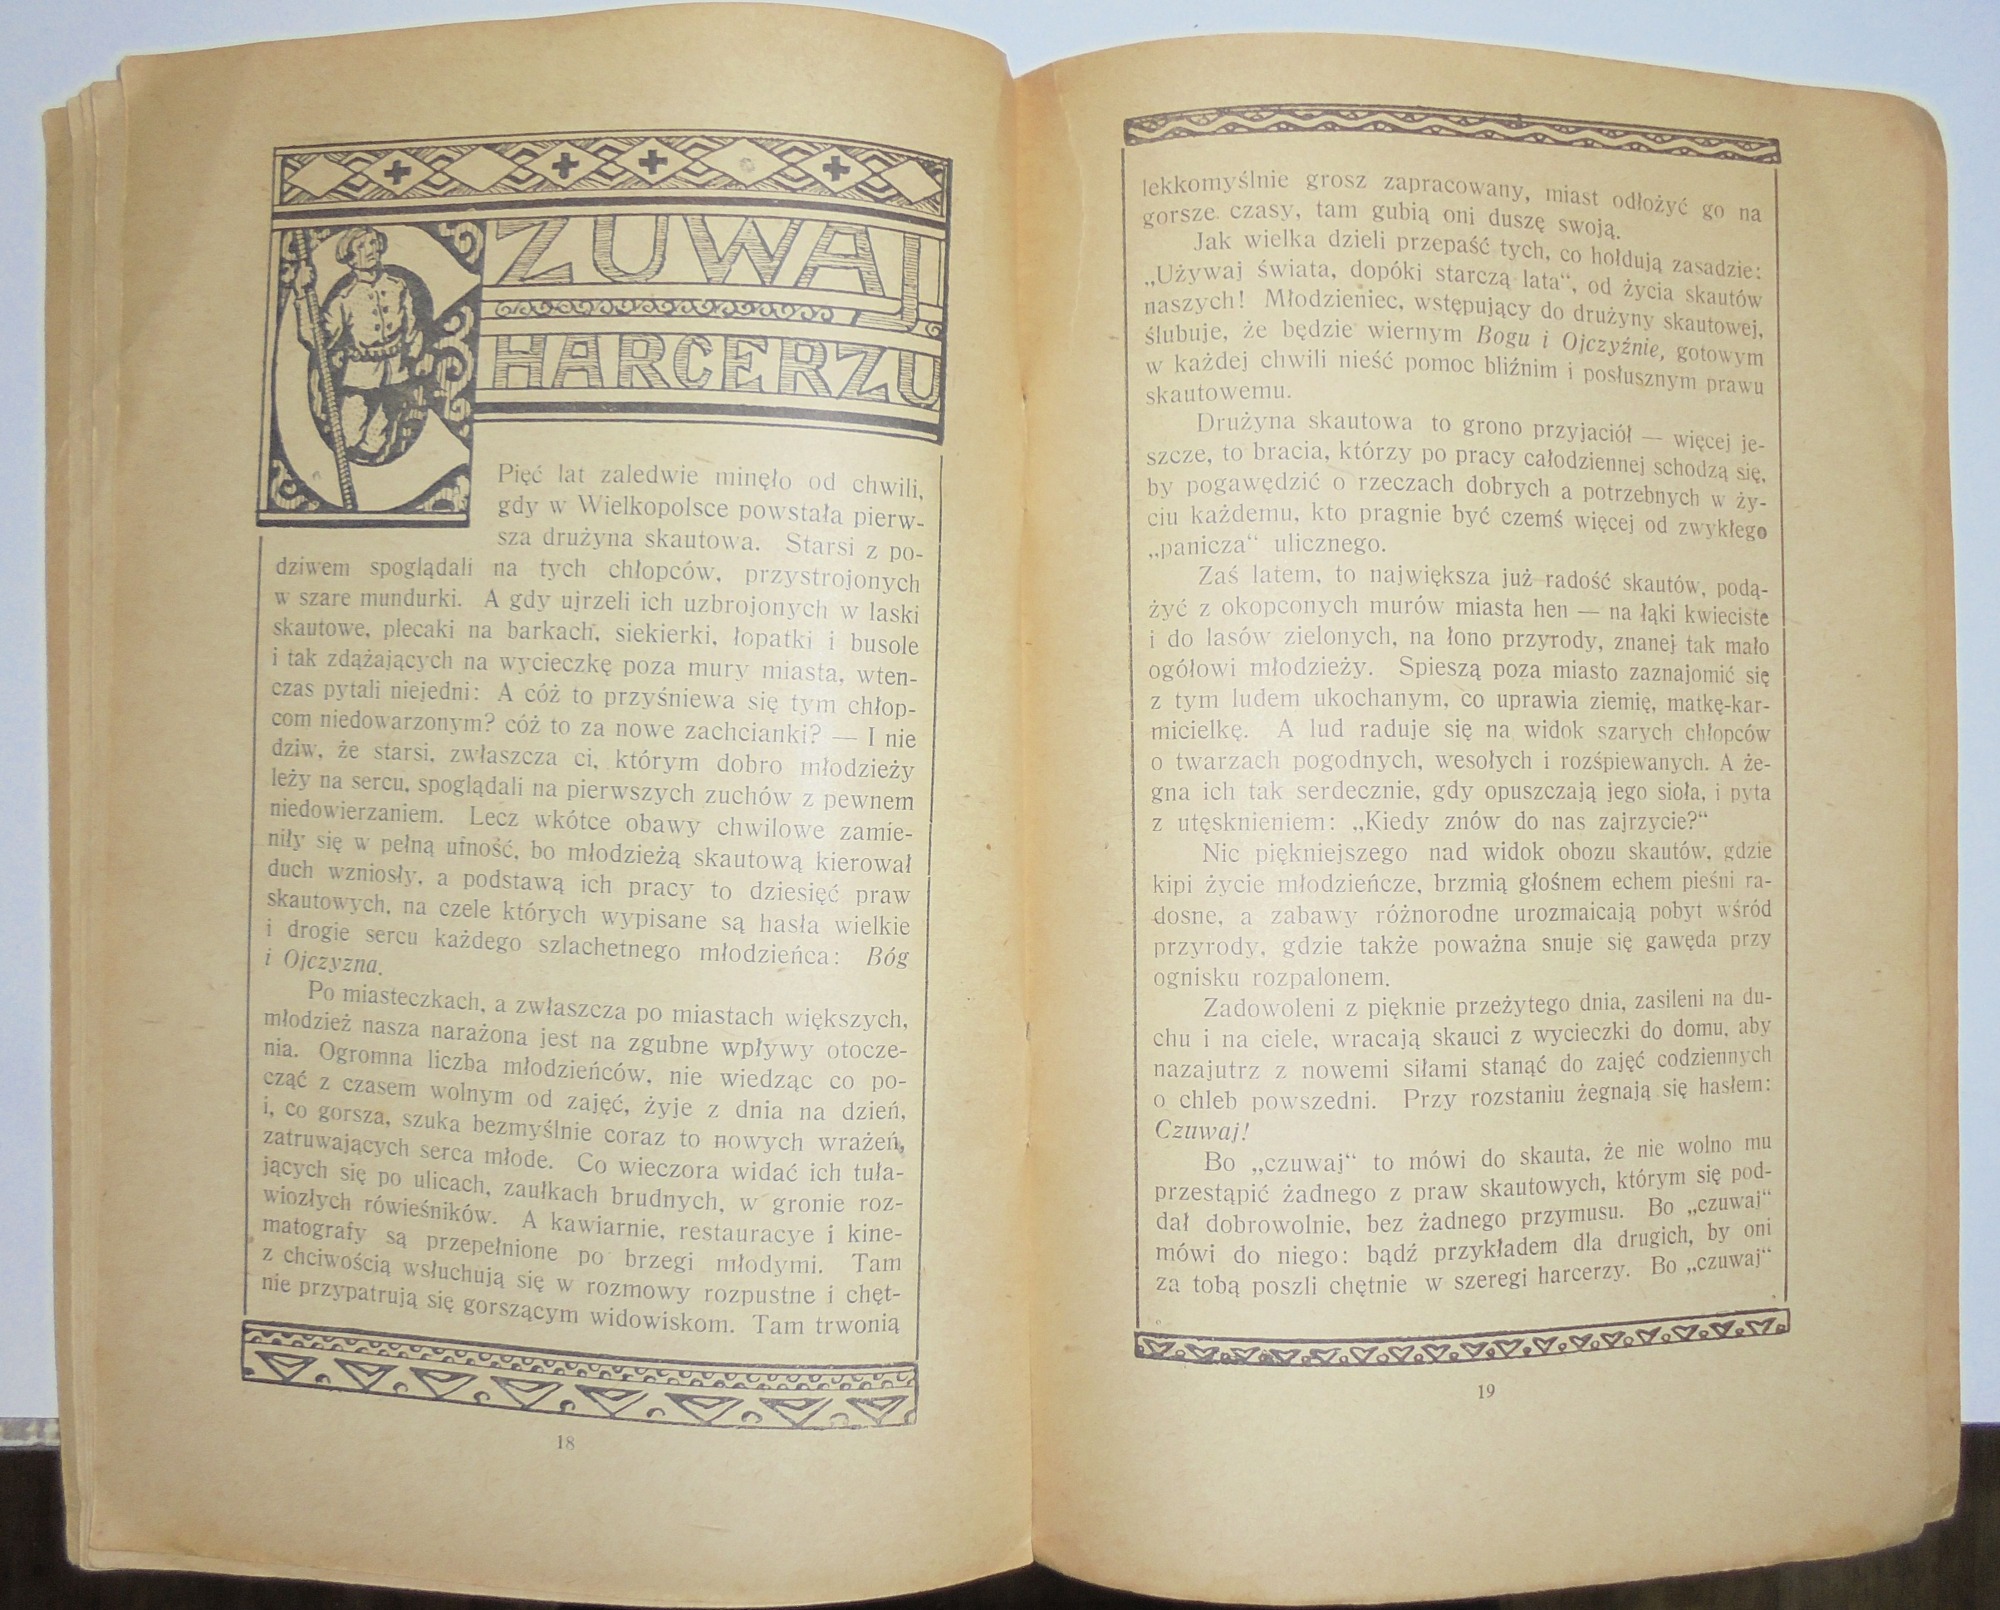 CZUWAJ
HARCERZU
Pięć lat zaledwie minęło od chwili,
gdy w Wielkopolsce powstała pierw-
sza drużyna skautowa. Starsi z po-
dziwem spoglądali na tych chłopców, przystrojonych
w szare mundurki. A gdy ujrzeli ich uzbrojonych w laski
skautowe, plecaki na barkach, siekierki, łopatki i busole
i tak zdążających na wycieczkę poza mury miasta, wten-
czas pytali niejedni: A cóż to przyśniewa się tym chłop-
com niedowarzonym? cóż to za nowe zachcianki? — I nie
dziw, że starsi, zwłaszcza ci, którym dobro młodzieży
leży na sercu, spoglądali na pierwszych zuchów z pewnem
niedowierzaniem. Lecz wkótce obawy chwilowe zamie-
niły się w pełną ufność, bo młodzieżą skautową kierował
duch wzniosły, a podstawą ich pracy to dziesięć praw
skautowych, na czele których wypisane są hasła wielkie
i drogie sercu każdego szlachetnego młodzieńca: Bóg
i Ojczyzna.
Po miasteczkach, a zwłaszcza po miastach większych,
młodzież nasza narażona jest na zgubne wpływy otocze-
nia. Ogromna liczba młodzieńców, nie wiedząc co po-
cząć z czasem wolnym od zajęć, żyje z dnia na dzień,
i, co gorsza, szuka bezmyślnie coraz to nowych wrażeń,
zatruwających serca młode. Co wieczora widać ich tuła-
jących się po ulicach, zaułkach brudnych, w gronie roz-
wiozłych rówieśników. A kawiarnie, restauracye i kine-
matografy są przepełnione po brzegi młodymi. Tam
z chciwością wsłuchują się w rozmowy rozpustne i chęt-
nie przypatrują się gorszącym widowiskom. Tam trwonią
18
lekkomyślnie grosz zapracowany, miast odłożyć go na
gorsze czasy, tam gubią oni duszę swoją.
Jak wielka dzieli przepaść tych, co hołdują zasadzie:
„Używaj świata, dopóki starczą lata“, od życia skautów
naszych! Młodzieniec, wstępujący do drużyny skautowej,
ślubuje, że będzie wiernym Bogu i Ojczyźnie, gotowym
w każdej chwili nieść pomoc bliźnim i posłusznym prawu
skautowemu.
Drużyna skautowa to grono przyjaciół — więcej je-
szcze, to bracia, którzy po pracy całodziennej schodzą się,
by pogawędzić o rzeczach dobrych a potrzebnych w ży-
ciu każdemu, kto pragnie być czemś więcej od zwykłego
„panicza“ ulicznego.
Zaś latem, to największa już radość skautów, podą-
żyć z okopconych murów miasta hen — na łąki kwieciste
i do lasów zielonych, na łono przyrody, znanej tak mało
ogółowi młodzieży. Spieszą poza miasto zaznajomić się
z tym ludem ukochanym, co uprawia ziemię, matkę-kar-
micielkę. A lud raduje się na widok szarych chłopców
o twarzach pogodnych, wesołych i rozśpiewanych. A że-
gna ich tak serdecznie, gdy opuszczają jego sioła, i pyta
z utęsknieniem: „Kiedy znów do nas zajrzycie?“
Nic piękniejszego nad widok obozu skautów, gdzie
kipi życie młodzieńcze, brzmią głośnem echem pieśni ra-
dosne, a zabawy różnorodne urozmaicają pobyt wśród
przyrody, gdzie także poważna snuje się gawęda przy
ognisku rozpalonem.
Zadowoleni z pięknie przeżytego dnia, zasileni na du-
chu i na ciele, wracają skauci z wycieczki do domu, aby
nazajutrz z nowemi siłami stanąć do zajęć codziennych
o chleb powszedni. Przy rozstaniu żegnają się hasłem:
Czuwaj!
Bo „czuwaj“ to mówi do skauta, że nie wolno mu
przestąpić żadnego z praw skautowych, którym się pod-
dał dobrowolnie, bez żadnego przymusu. Bo „czuwaj“
mówi do niego: bądź przykładem dla drugich, by oni
za tobą poszli chętnie w szeregi harcerzy. Bo „czuwaj“
19